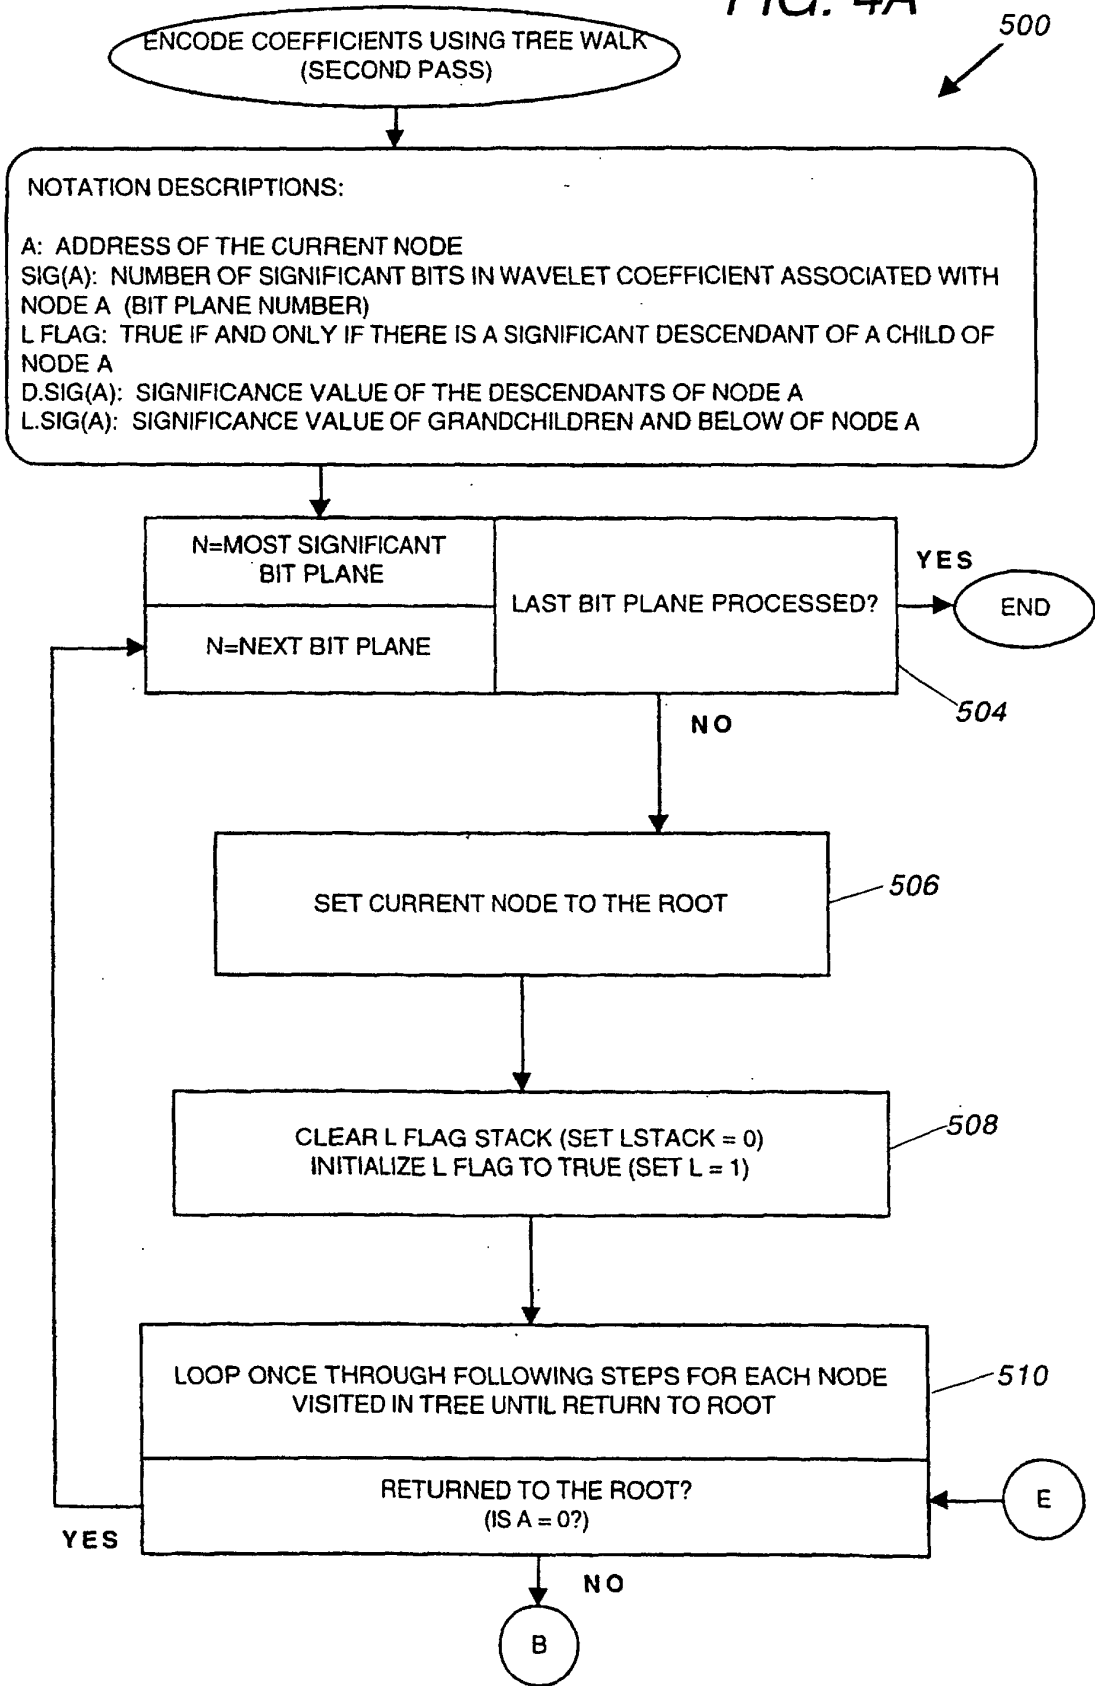 FIG. 4A
500
ENCODE COEFFICIENTS USING TREE WALK
(SECOND PASS)
NOTATION DESCRIPTIONS:
A: ADDRESS OF THE CURRENT NODE
SIG(A): NUMBER OF SIGNIFICANT BITS IN WAVELET COEFFICIENT ASSOCIATED WITH
NODE A (BIT PLANE NUMBER)
L FLAG: TRUE IF AND ONLY IF THERE IS A SIGNIFICANT DESCENDANT OF A CHILD OF
NODE A
D.SIG(A): SIGNIFICANCE VALUE OF THE DESCENDANTS OF NODE A
L.SIG(A): SIGNIFICANCE VALUE OF GRANDCHILDREN AND BELOW OF NODE A
N=MOST SIGNIFICANT
BIT PLANE
N=NEXT BIT PLANE
LAST BIT PLANE PROCESSED?
YES
END
504
NO
SET CURRENT NODE TO THE ROOT
506
CLEAR L FLAG STACK (SET LSTACK = 0)
INITIALIZE L FLAG TO TRUE (SET L = 1)
508
LOOP ONCE THROUGH FOLLOWING STEPS FOR EACH NODE
VISITED IN TREE UNTIL RETURN TO ROOT
510
RETURNED TO THE ROOT?
(IS A = 0?)
E
YES
NO
B